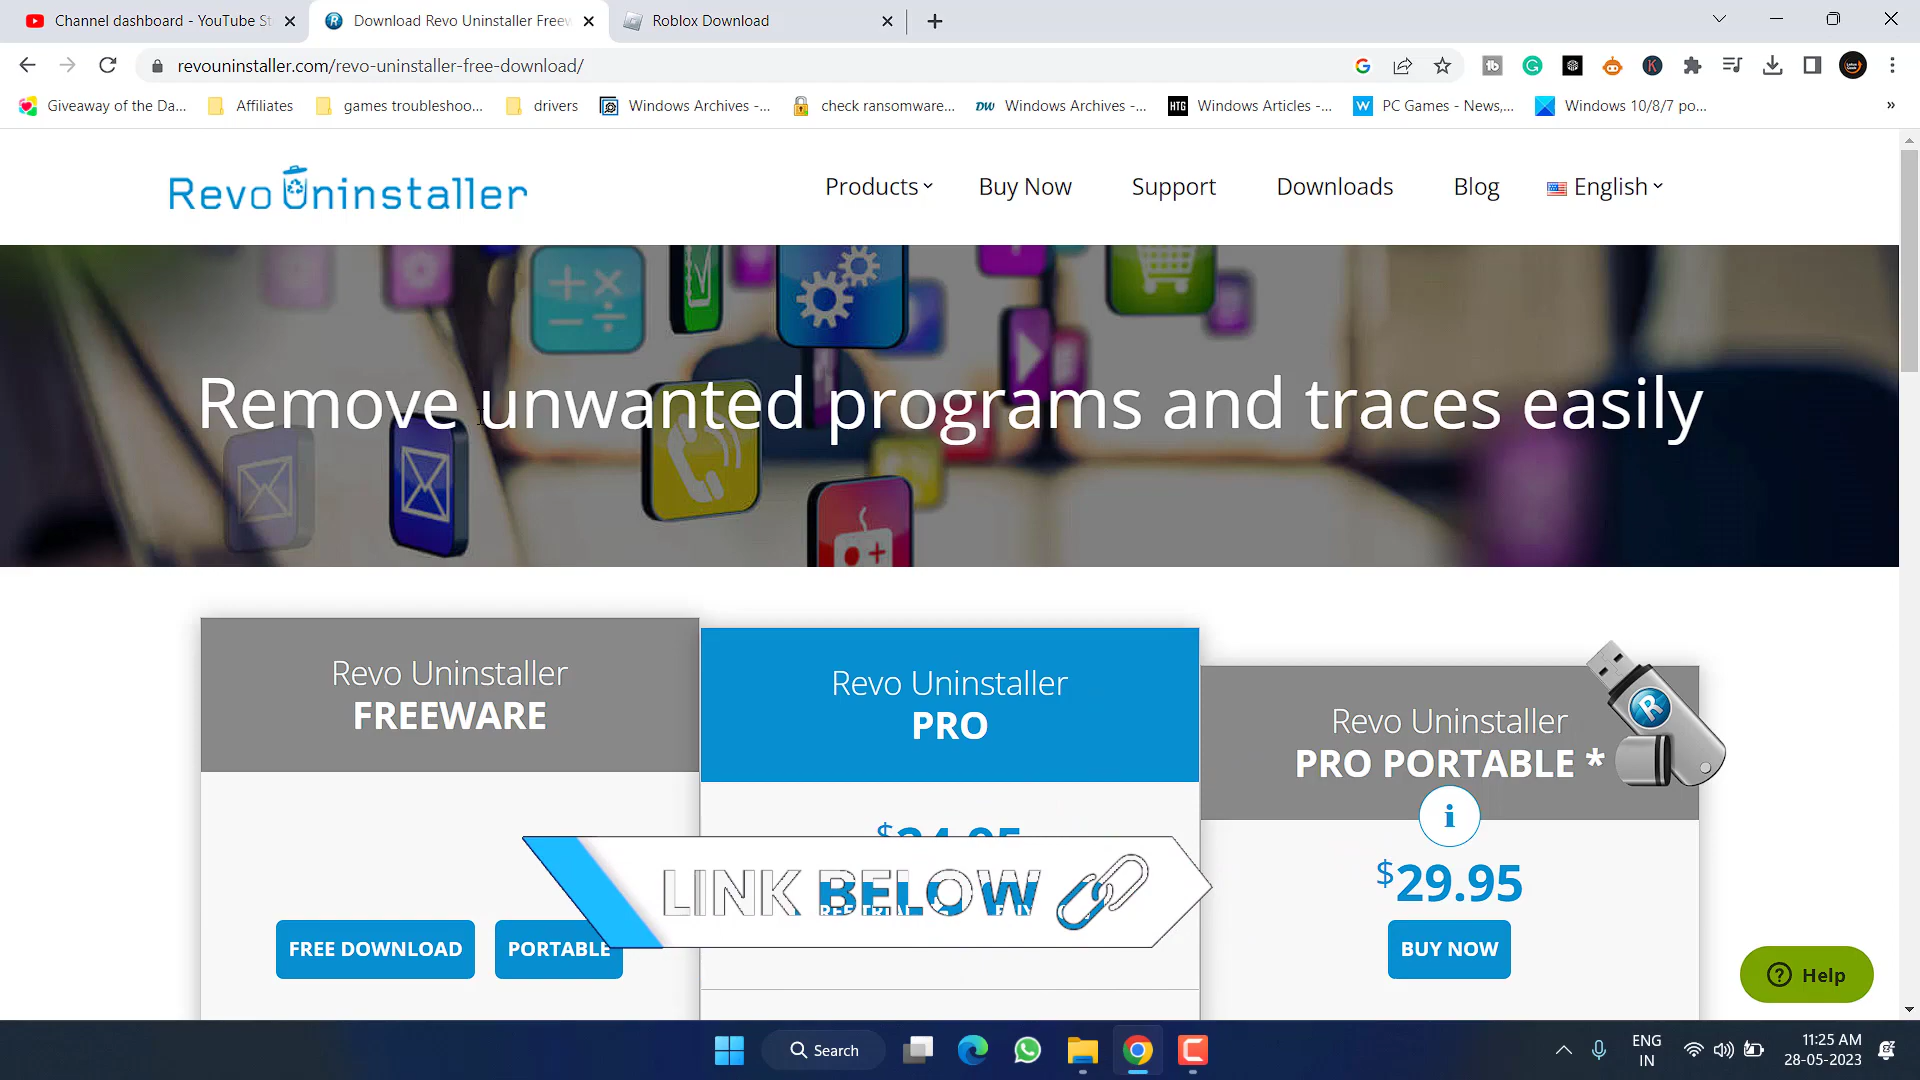 Channel dashboard - YouTube St
Download Revo Uninstaller Freew
Roblox Download
revouninstaller.com/revo-uninstaller-free-download/
Giveaway of the Da...
Affiliates
games troubleshoo...
drivers
Windows Archives -...
check ransomware...
DW
Windows Archives -...
HTG
Windows Articles -...
W
PC Games - News,...
Windows 10/8/7 po...
»
Revo Uninstaller
Products
Buy Now
Support
Downloads
Blog
English
Remove unwanted programs and traces easily
Revo Uninstaller
FREEWARE
FREE DOWNLOAD
PORTABLE
Revo Uninstaller
PRO
LINK BELOW
Revo Uninstaller
PRO PORTABLE *
i
$29.95
BUY NOW
? Help
Search
ENG
IN
11:25 AM
28-05-2023